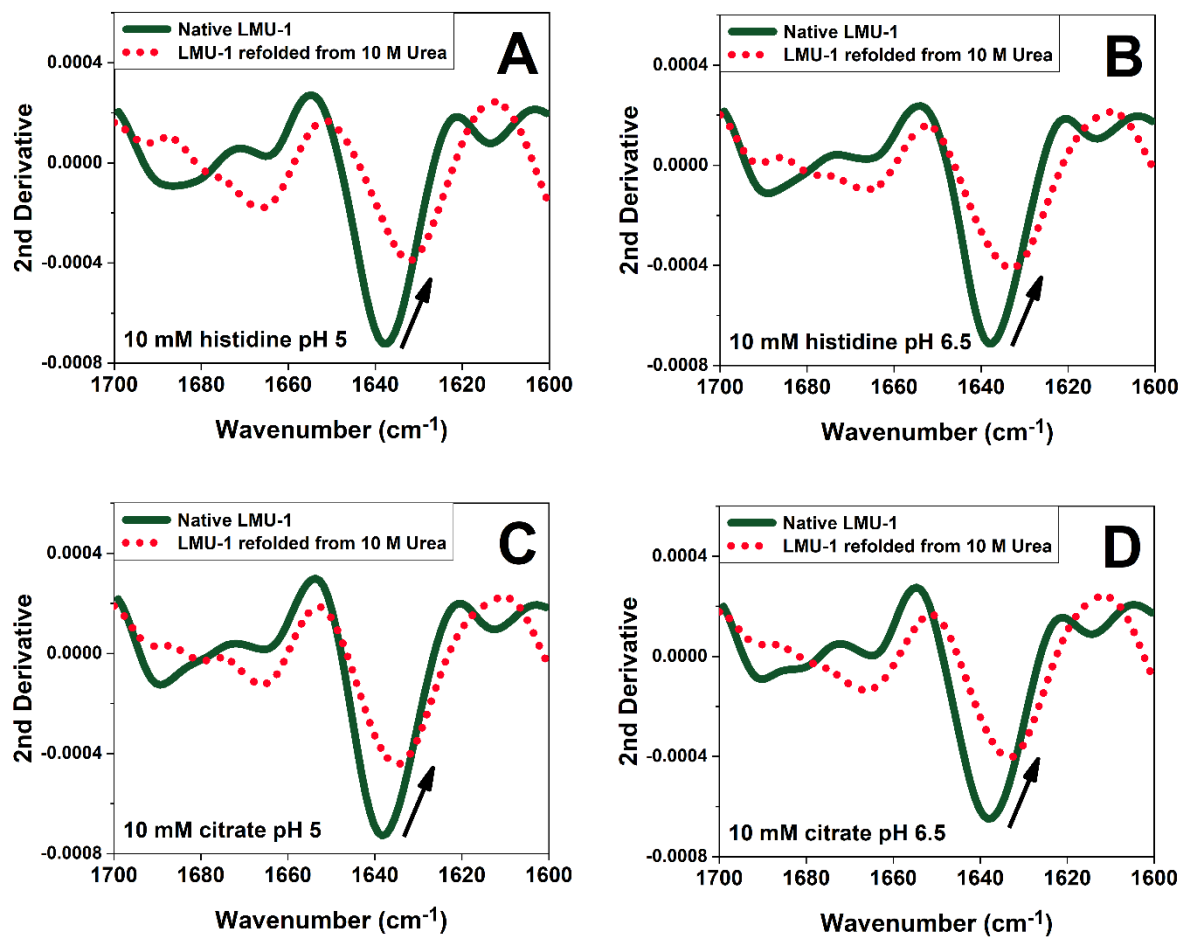 Native LMU-1
LMU-1 refolded from 10 M Urea
A
0.0004
0.0000
-0.0004
-0.0008
2nd Derivative
10 mM histidine pH 5
1700 1680 1660 1640 1620 1600
Wavenumber (cm⁻¹)
Native LMU-1
LMU-1 refolded from 10 M Urea
B
0.0004
0.0000
-0.0004
-0.0008
2nd Derivative
10 mM histidine pH 6.5
1700 1680 1660 1640 1620 1600
Wavenumber (cm⁻¹)
Native LMU-1
LMU-1 refolded from 10 M Urea
C
0.0004
0.0000
-0.0004
-0.0008
2nd Derivative
10 mM citrate pH 5
1700 1680 1660 1640 1620 1600
Wavenumber (cm⁻¹)
Native LMU-1
LMU-1 refolded from 10 M Urea
D
0.0004
0.0000
-0.0004
-0.0008
2nd Derivative
10 mM citrate pH 6.5
1700 1680 1660 1640 1620 1600
Wavenumber (cm⁻¹)